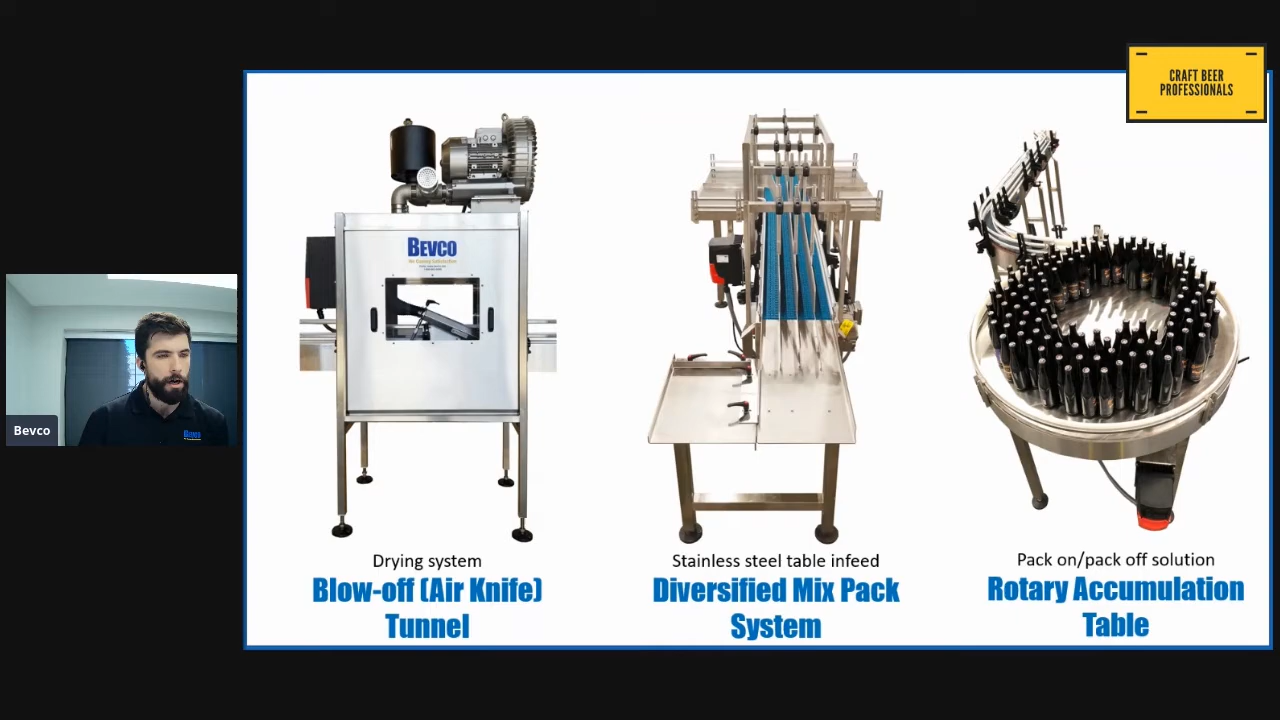 CRAFT BEER
PROFESSIONALS
BEVCO
Bevco
Drying system
Blow-off (Air Knife)
Tunnel
Stainless steel table infeed
Diversified Mix Pack
System
Pack on/pack off solution
Rotary Accumulation
Table